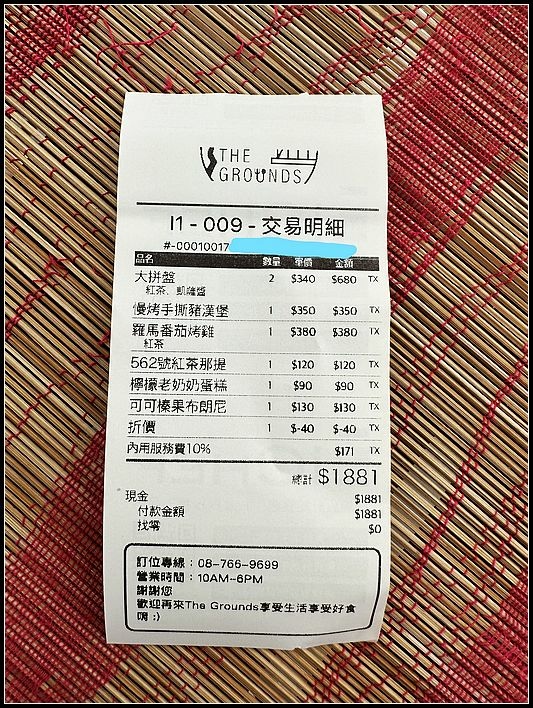 THE GROUNDS
I1 - 009 - 交易明細
#-00010017
品名 數量 單價 金額
大拼盤 2 $340 $680 TX
紅茶、凱薩醬
慢烤手撕豬漢堡 1 $350 $350 TX
羅馬番茄烤雞 1 $380 $380 TX
紅茶
562號紅茶那提 1 $120 $120 TX
檸檬老奶奶蛋糕 1 $90 $90 TX
可可榛果布朗尼 1 $130 $130 TX
折價 1 $-40 $-40 TX
內用服務費10% $171 TX
總計 $1881
現金 $1881
付款金額 $1881
找零 $0
訂位專線：08-766-9699
營業時間：10AM~6PM
謝謝您
歡迎再來The Grounds享受生活享受好食
唷 :)